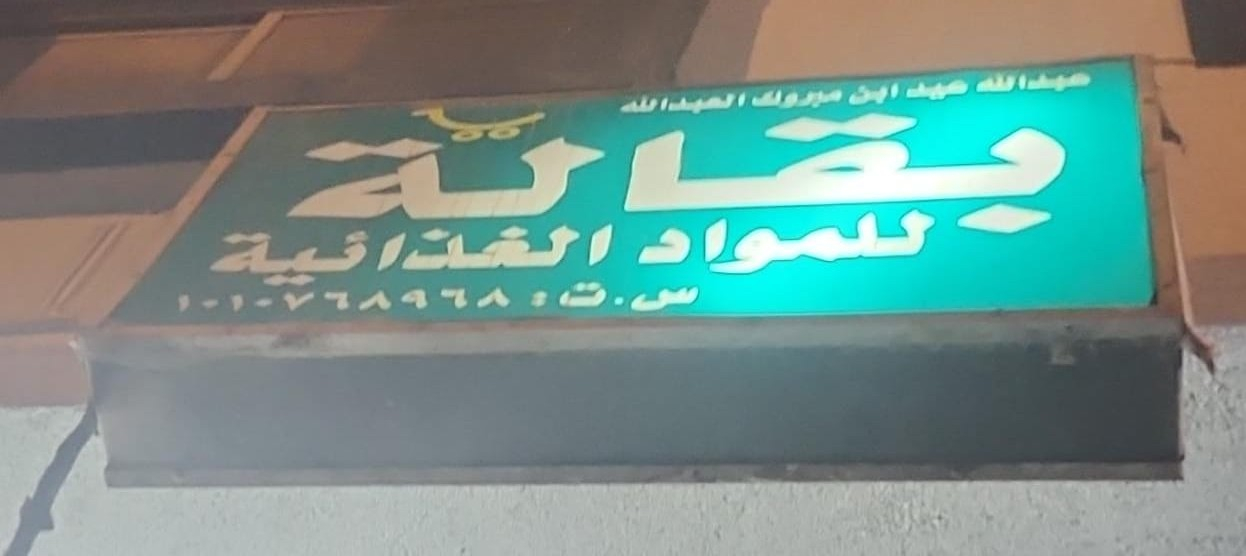 عبدالله عيد ابن مبروك العبدالله
بقالة
للمواد الغذائية
س.ت: ١٠١٠٧٦٨٩٦٨